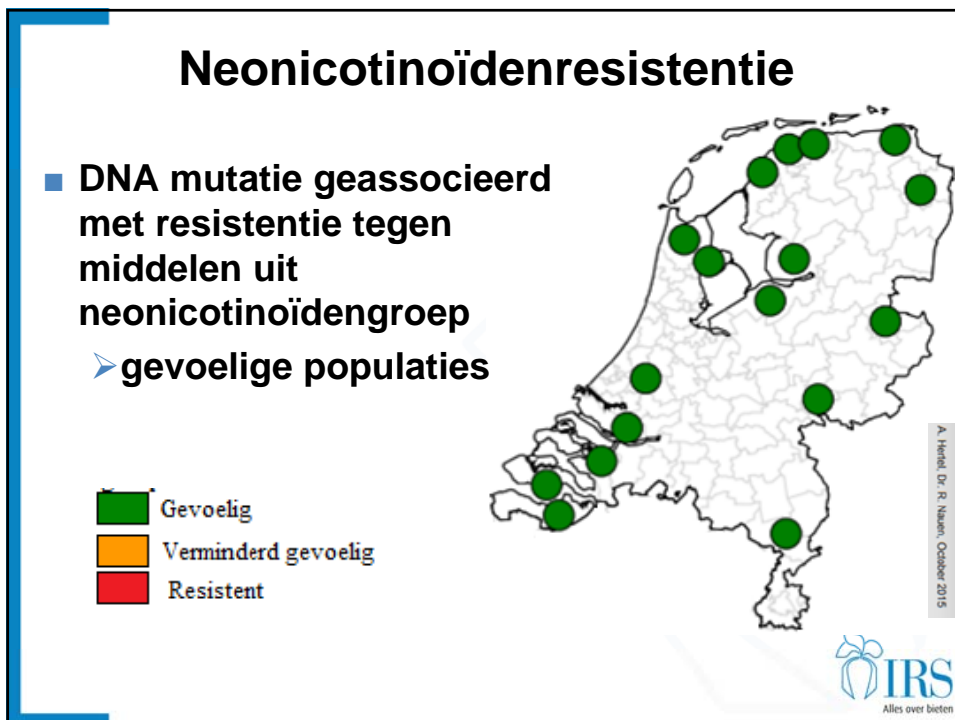 Neonicotinoïdenresistentie
DNA mutatie geassocieerd
met resistentie tegen
middelen uit
neonicotinoïdengroep
gevoelige populaties
Gevoelig
Verminderd gevoelig
Resistent
A. Hertel, Dr. R. Nauen, October 2015
IRS
Alles over bieten